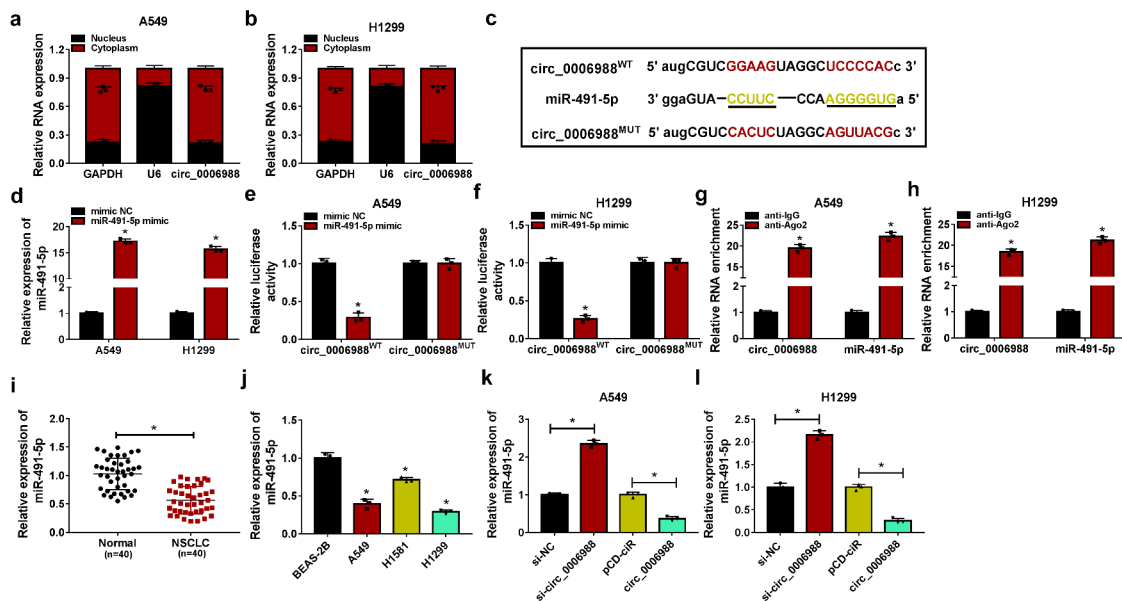 a
A549
Nucleus
Cytoplasm
Relative RNA expression
1.2
0.9
0.6
0.3
0.0
GAPDH U6 circ_0006988
b
H1299
Nucleus
Cytoplasm
Relative RNA expression
1.2
0.9
0.6
0.3
0.0
GAPDH U6 circ_0006988
c
circ_0006988WT 5' augCGUCGGAAGUAGGCUCCCCACc 3'
miR-491-5p 3' ggaGUA—CCUUC—CCAAGGGGUGa 5'
circ_0006988MUT 5' augCGUCCACUCUAGGCAGUUACGc 3'
d
mimic NC
miR-491-5p mimic
Relative expression of
miR-491-5p
20
15
10
1
0
* *
A549 H1299
e
A549
mimic NC
miR-491-5p mimic
Relative luciferase
activity
1.5
1.0
0.5
0.0
*
circ_0006988WT circ_0006988MUT
f
H1299
mimic NC
miR-491-5p mimic
Relative luciferase
activity
1.5
1.0
0.5
0.0
*
circ_0006988WT circ_0006988MUT
g
A549
anti-IgG
anti-Ago2
Relative RNA enrichment
25
20
15
10
1
0
* *
circ_0006988 miR-491-5p
h
H1299
anti-IgG
anti-Ago2
Relative RNA enrichment
25
20
15
10
1
0
* *
circ_0006988 miR-491-5p
i
Relative expression of
miR-491-5p
2.0
1.5
1.0
0.5
0.0
*
Normal NSCLC
(n=40) (n=40)
j
Relative expression of
miR-491-5p
1.5
1.0
0.5
0.0
* * *
BEAS-2B A549 H1581 H1299
k
A549
Relative expression of
miR-491-5p
3
2
1
0
* *
si-NC si-circ_0006988 pCD-ciR circ_0006988
l
H1299
Relative expression of
miR-491-5p
2.5
2.0
1.5
1.0
0.5
0.0
* *
si-NC si-circ_0006988 pCD-ciR circ_0006988